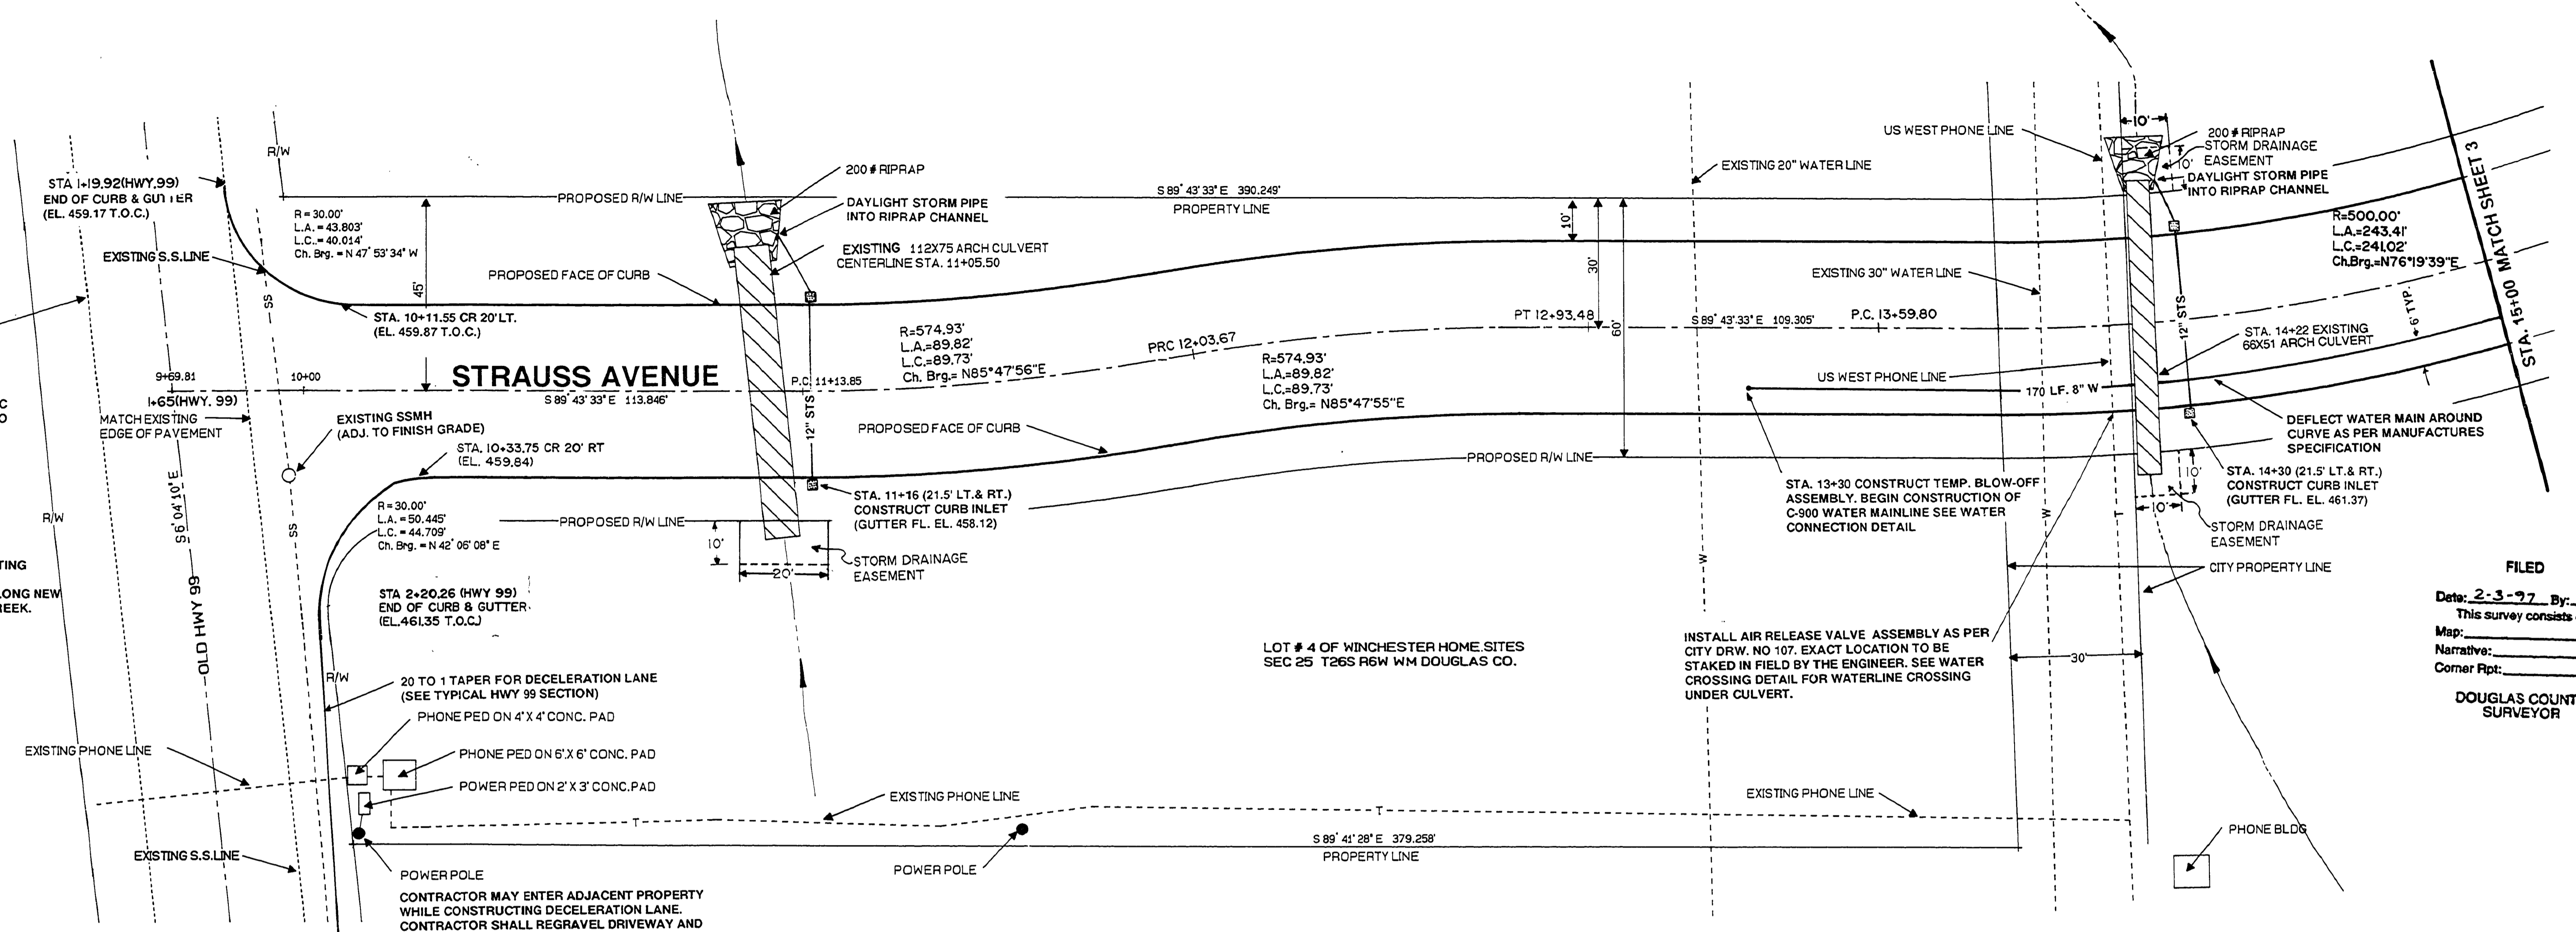 STA 1+19.92(HWY.99)
END OF CURB & GUTTER
(EL. 459.17 T.O.C.)
EXISTING S.S.LINE
R/W
R = 30.00'
L.A. = 43.803'
L.C. = 40.014'
Ch. Brg. = N 47° 53' 34" W
45'
PROPOSED R/W LINE
PROPOSED FACE OF CURB
STA. 10+11.55 CR 20' LT.
(EL. 459.87 T.O.C.)
200 # RIPRAP
DAYLIGHT STORM PIPE
INTO RIPRAP CHANNEL
EXISTING 112X75 ARCH CULVERT
CENTERLINE STA. 11+05.50
S 89° 43' 33" E 390.249'
PROPERTY LINE
10'
30'
60'
EXISTING 20" WATER LINE
US WEST PHONE LINE
EXISTING 30" WATER LINE
10'
200 # RIPRAP
STORM DRAINAGE
EASEMENT
10'
DAYLIGHT STORM PIPE
INTO RIPRAP CHANNEL
R=500.00'
L.A.=243.41'
L.C.=241.02'
Ch.Brg.=N76°19'39"E
STA. 15+00 MATCH SHEET 3
6' TYP.
12" STS
STA. 14+22 EXISTING
66X51 ARCH CULVERT
9+69.81
10+00
STRAUSS AVENUE
1+65(HWY. 99)
S 89° 43' 33" E 113.846'
P.C. 11+13.85
R=574.93'
L.A.=89.82'
L.C.=89.73'
Ch. Brg.= N85°47'56"E
PRC 12+03.67
R=574.93'
L.A.=89.82'
L.C.=89.73'
Ch. Brg.= N85°47'55"E
PT 12+93.48
S 89° 43'.33" E 109.305'
P.C. 13+59.80
US WEST PHONE LINE
170 LF. 8" W
DEFLECT WATER MAIN AROUND
CURVE AS PER MANUFACTURES
SPECIFICATION
MATCH EXISTING
EDGE OF PAVEMENT
SS
EXISTING SSMH
(ADJ. TO FINISH GRADE)
STA. 10+33.75 CR 20' RT
(EL. 459.84)
12" STS
PROPOSED FACE OF CURB
PROPOSED R/W LINE
STA. 11+16 (21.5' LT.& RT.)
CONSTRUCT CURB INLET
(GUTTER FL. EL. 458.12)
STA. 13+30 CONSTRUCT TEMP. BLOW-OFF
ASSEMBLY. BEGIN CONSTRUCTION OF
C-900 WATER MAINLINE SEE WATER
CONNECTION DETAIL
STA. 14+30 (21.5' LT.& RT.)
CONSTRUCT CURB INLET
(GUTTER FL. EL. 461.37)
10'
10'
STORM DRAINAGE
EASEMENT
R/W
S 6° 04' 10" E
OLD HWY 99
SS
R = 30.00'
L.A. = 50.445'
L.C. = 44.709'
Ch. Brg. = N 42° 06' 08" E
PROPOSED R/W LINE
10'
20'
STORM DRAINAGE
EASEMENT
W
W
T
CITY PROPERTY LINE
TING
LONG NEW
REEK.
C
O
STA 2+20.26 (HWY 99)
END OF CURB & GUTTER
(EL.461.35 T.O.C.)
FILED
Date: 2-3-97 By:
This survey consists
Map:
Narrative:
Corner Rpt:
DOUGLAS COUNT
SURVEYOR
LOT # 4 OF WINCHESTER HOME SITES
SEC 25 T26S R6W WM DOUGLAS CO.
INSTALL AIR RELEASE VALVE ASSEMBLY AS PER
CITY DRW. NO 107. EXACT LOCATION TO BE
STAKED IN FIELD BY THE ENGINEER. SEE WATER
CROSSING DETAIL FOR WATERLINE CROSSING
UNDER CULVERT.
30'
R/W
20 TO 1 TAPER FOR DECELERATION LANE
(SEE TYPICAL HWY 99 SECTION)
PHONE PED ON 4' X 4' CONC. PAD
EXISTING PHONE LINE
PHONE PED ON 6'.X 6' CONC. PAD
POWER PED ON 2' X 3' CONC.PAD
EXISTING PHONE LINE
T
T
EXISTING PHONE LINE
S 89° 41' 28" E 379.258'
PROPERTY LINE
PHONE BLDG
EXISTING S.S.LINE
POWER POLE
POWER POLE
CONTRACTOR MAY ENTER ADJACENT PROPERTY
WHILE CONSTRUCTING DECELERATION LANE.
CONTRACTOR SHALL REGRAVEL DRIVEWAY AND